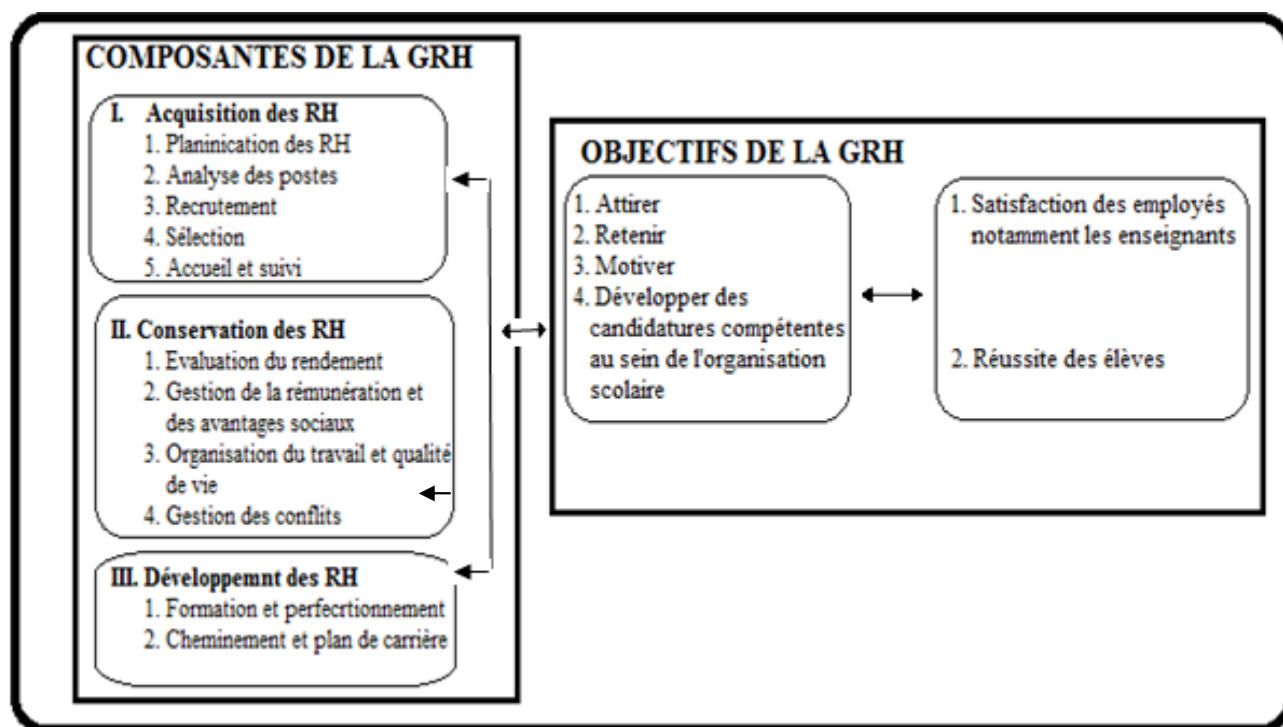 COMPOSANTES DE LA GRH
I. Acquisition des RH
1. Planinication des RH
2. Analyse des postes
3. Recrutement
4. Sélection
5. Accueil et suivi
II. Conservation des RH
1. Evaluation du rendement
2. Gestion de la rémunération et
des avantages sociaux
3. Organisation du travail et qualité
de vie
4. Gestion des conflits
III. Développemnt des RH
1. Formation et perfecrtionnement
2. Cheminement et plan de carrière
OBJECTIFS DE LA GRH
1. Attirer
2. Retenir
3. Motiver
4. Développer des
candidatures compétentes
au sein de l'organisation
scolaire
1. Satisfaction des employés
notamment les enseignants
2. Réussite des élèves